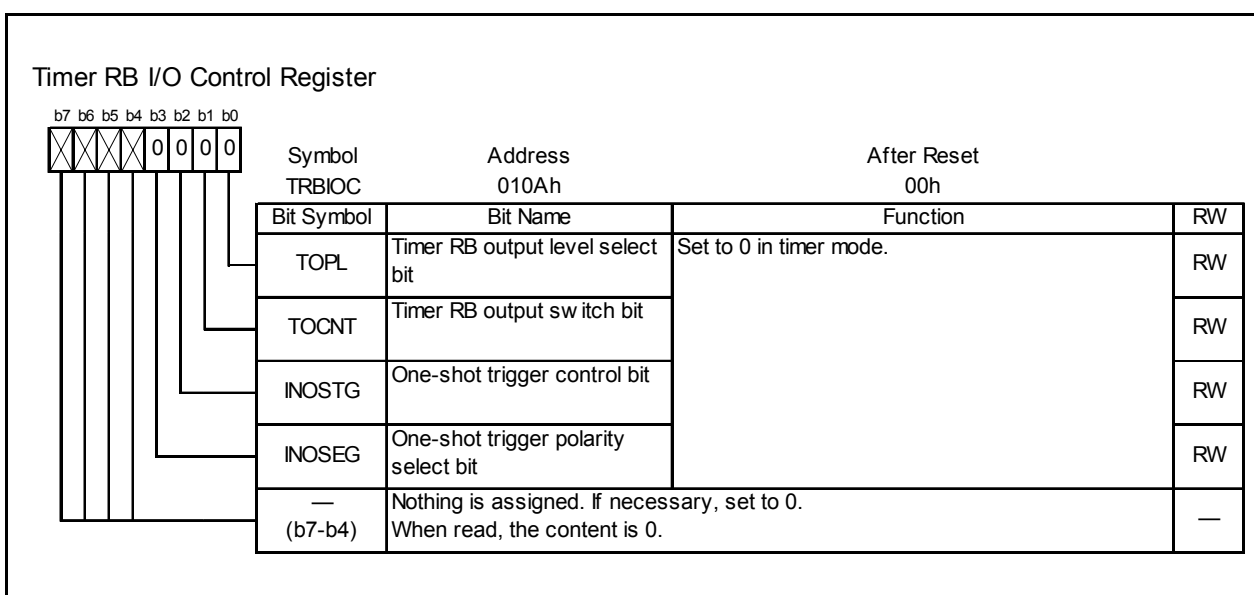 Timer RB I/O Control Register
b7 b6 b5 b4 b3 b2 b1 b0
0 0 0 0
Symbol Address After Reset
TRBIOC 010Ah 00h
Bit Symbol Bit Name Function RW
TOPL Timer RB output level select bit Set to 0 in timer mode. RW
TOCNT Timer RB output switch bit RW
INOSTG One-shot trigger control bit RW
INOSEG One-shot trigger polarity select bit RW
— Nothing is assigned. If necessary, set to 0.
(b7-b4) When read, the content is 0. —